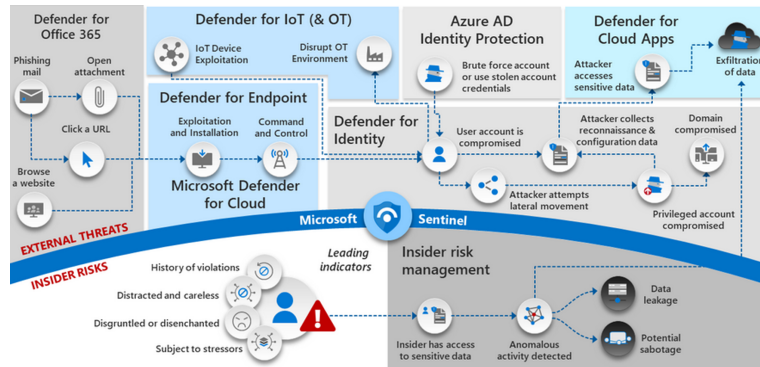 Defender for
Office 365
Phishing
mail
Open
attachment
Click a URL
Browse
a website
EXTERNAL THREATS
INSIDER RISKS
Defender for IoT (& OT)
IoT Device
Exploitation
Disrupt OT
Environment
Defender for Endpoint
Exploitation
and Installation
Command
and Control
Microsoft Defender
for Cloud
Azure AD
Identity Protection
Brute force account
or use stolen account
credentials
Defender for
Identity
User account is
compromised
Attacker attempts
lateral movement
Defender for
Cloud Apps
Attacker
accesses
sensitive data
Exfiltration
of data
Attacker collects
reconnaissance &
configuration data
Domain
compromised
Privileged account
compromised
Microsoft
Sentinel
Leading
indicators
History of violations
Distracted and careless
Disgruntled or disenchanted
Subject to stressors
Insider risk
management
Insider has access
to sensitive data
Anomalous
activity detected
Data
leakage
Potential
sabotage